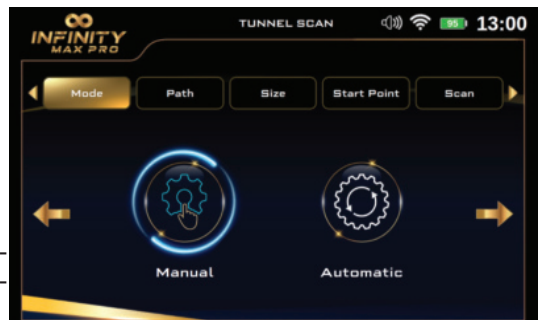 INFINITY
MAX PRO
TUNNEL SCAN
95
13:00
Mode
Path
Size
Start Point
Scan
Manual
Automatic